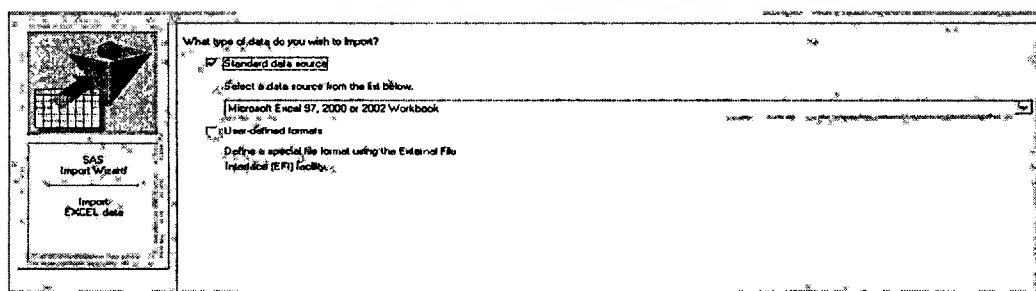 What type of data do you wish to import?
Standard data source
Select a data source from the list below.
Microsoft Excel 97, 2000 or 2002 Workbook
User-defined formats
Define a special file format using the External File
Interface (EFI) facility.
SAS
Import Wizard
Import
EXCEL data